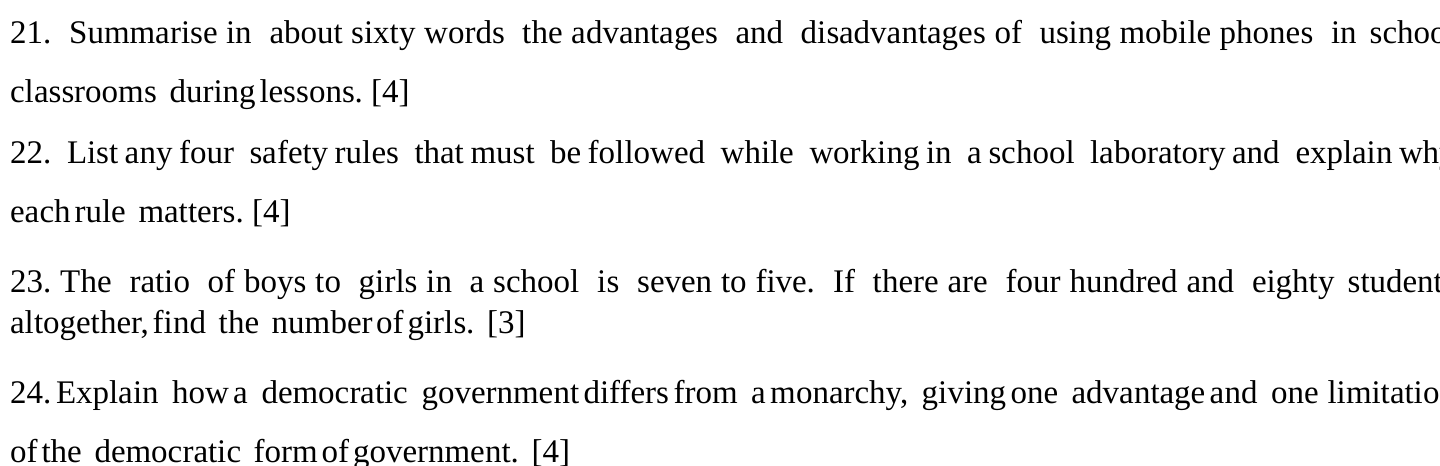 21. Summarise in about sixty words the advantages and disadvantages of using mobile phones in schoo
classrooms during lessons. [4]
22. List any four safety rules that must be followed while working in a school laboratory and explain why
each rule matters. [4]
23. The ratio of boys to girls in a school is seven to five. If there are four hundred and eighty student
altogether, find the number of girls. [3]
24. Explain how a democratic government differs from a monarchy, giving one advantage and one limitatio
of the democratic form of government. [4]